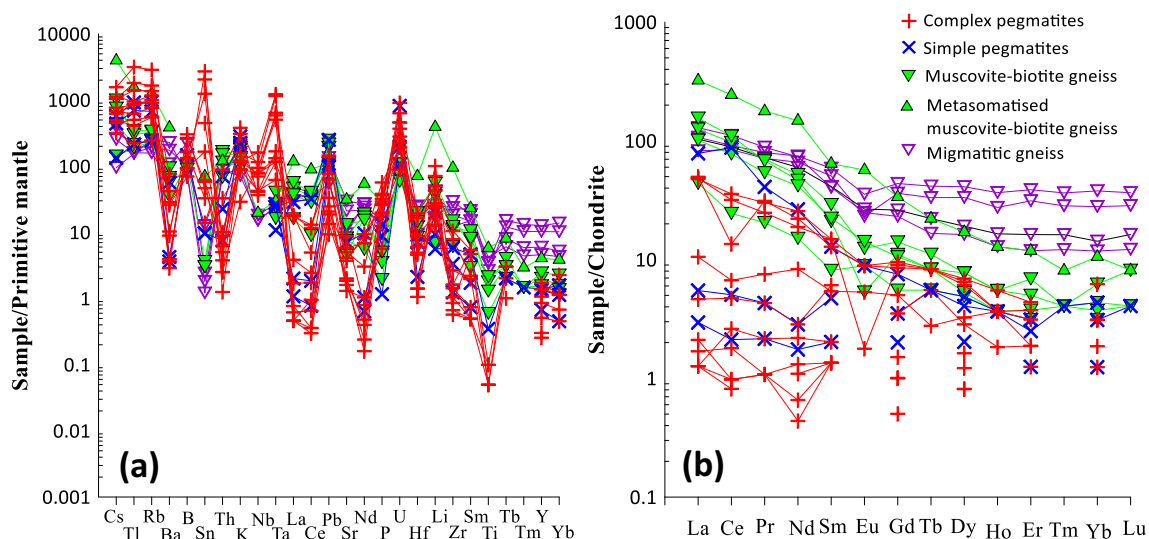 Sample/Primitive mantle
10000
1000
100
10
1
0.1
0.01
0.001
(a)
Cs Rb B Th Nb La Pb Nd U Li Sm Tb Y
Tl Ba Sn K Ta Ce Sr P Hf Zr Ti Tm Yb
Sample/Chondrite
1000
100
10
1
0.1
Complex pegmatites
Simple pegmatites
Muscovite-biotite gneiss
Metasomatised
muscovite-biotite gneiss
Migmatitic gneiss
(b)
La Ce Pr Nd Sm Eu Gd Tb Dy Ho Er Tm Yb Lu